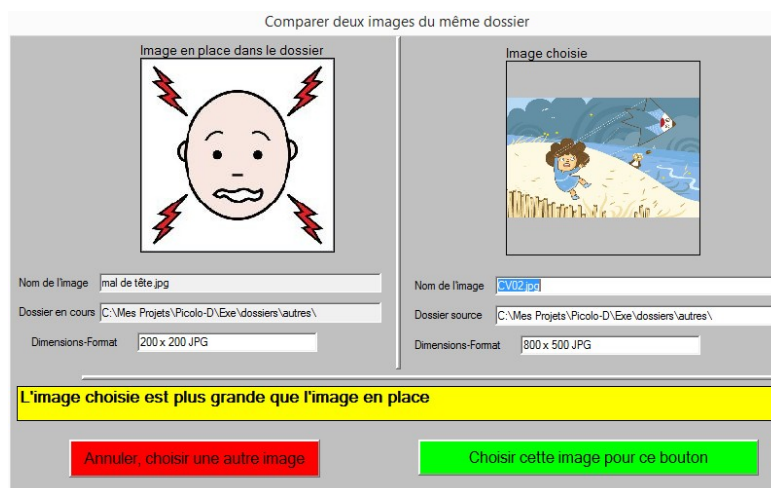 Comparer deux images du même dossier
Image en place dans le dossier
Image choisie
Nom de l'image mal de tête.jpg
Dossier en cours C:\Mes Projets\Picolo-D\Exe\dossiers\autres\
Dimensions-Format 200 x 200 JPG
Nom de l'image CV02.jpg
Dossier source C:\Mes Projets\Picolo-D\Exe\dossiers\autres\
Dimensions-Format 800 x 500 JPG
L'image choisie est plus grande que l'image en place
Annuler, choisir une autre image
Choisir cette image pour ce bouton